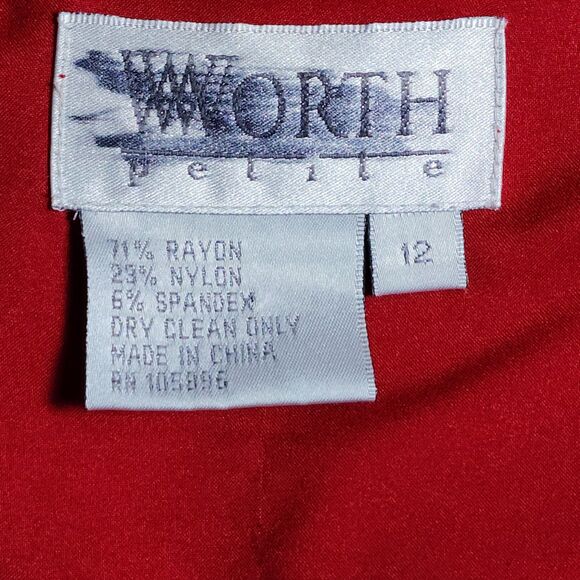 WORTH
petite
12
71% RAYON
23% NYLON
6% SPANDEX
DRY CLEAN ONLY
MADE IN CHINA
RN 105996